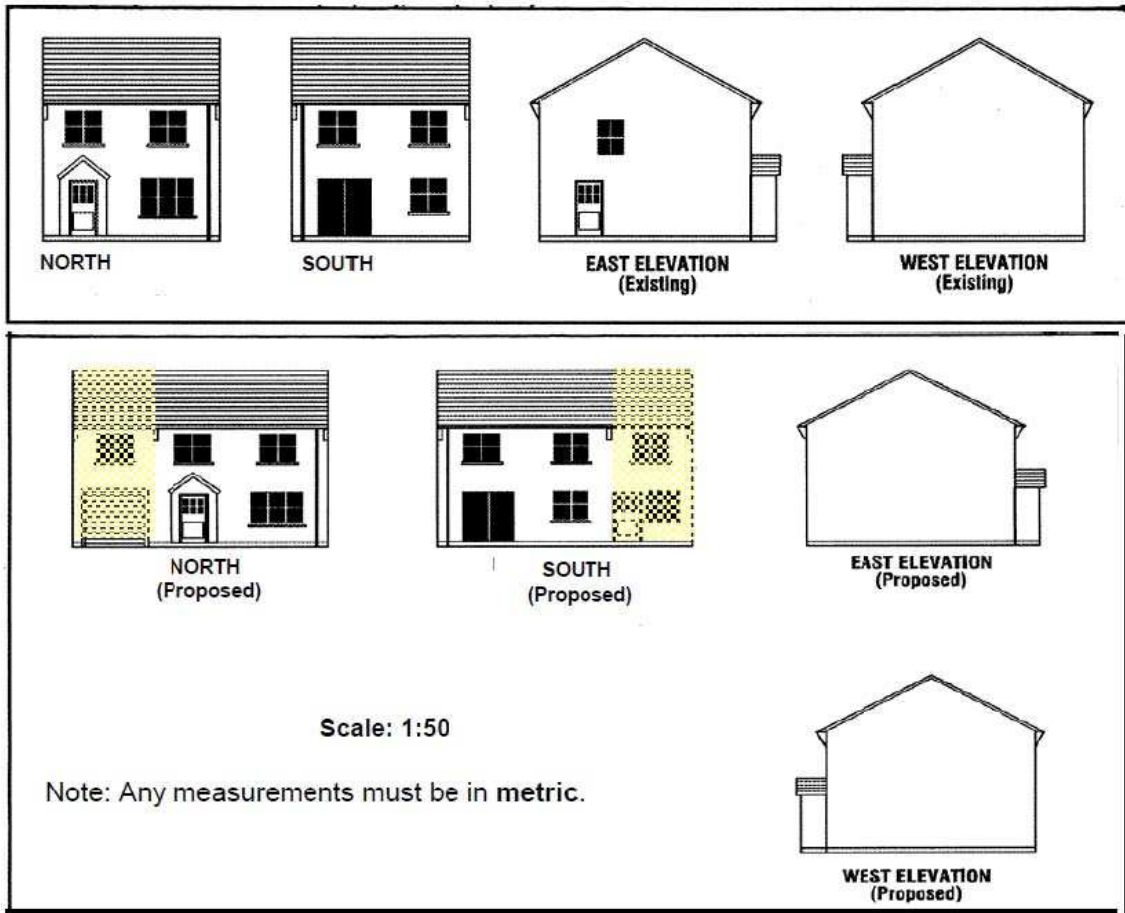 NORTH
SOUTH
EAST ELEVATION
(Existing)
WEST ELEVATION
(Existing)
NORTH
(Proposed)
SOUTH
(Proposed)
EAST ELEVATION
(Proposed)
Scale: 1:50
Note: Any measurements must be in metric.
WEST ELEVATION
(Proposed)